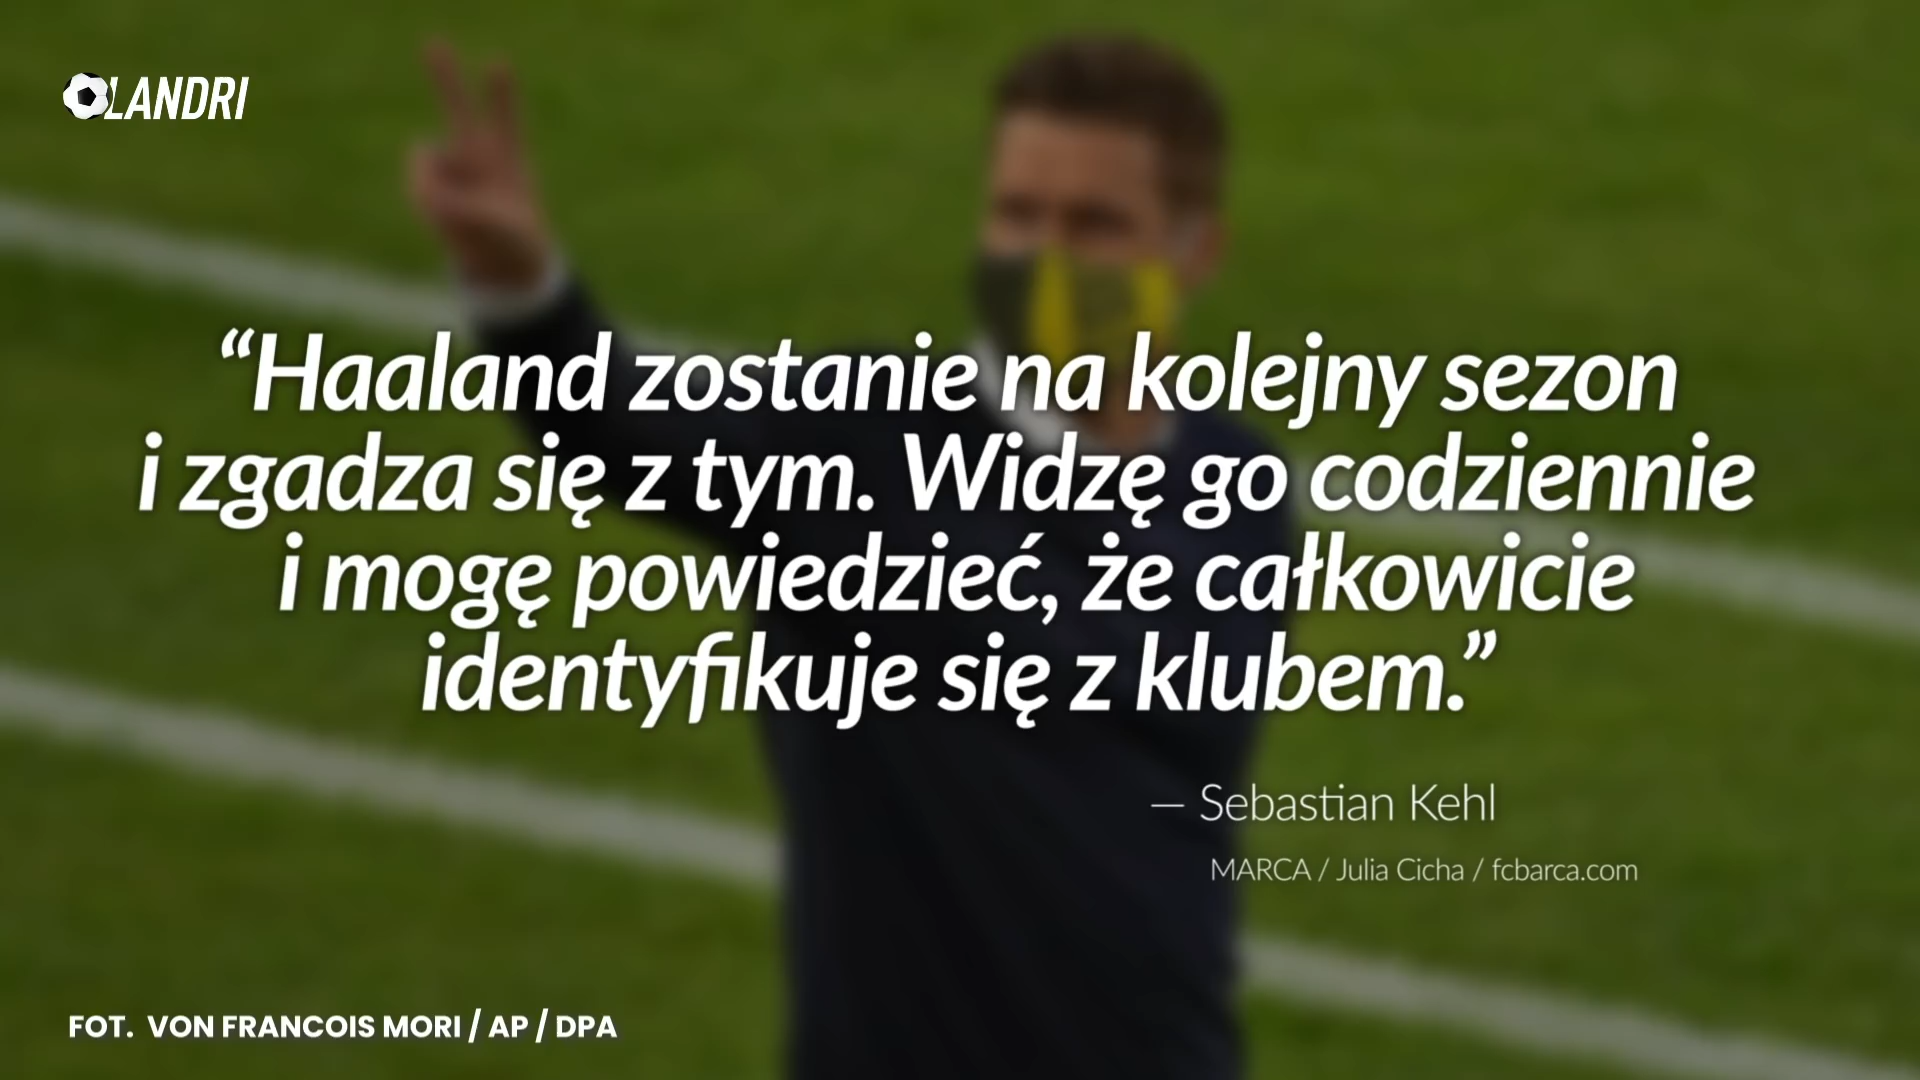 LANDRI
“Haaland zostanie na kolejny sezon
i zgadza się z tym. Widzę go codziennie
i mogę powiedzieć, że całkowicie
identyfikuje się z klubem.”
— Sebastian Kehl
MARCA / Julia Cicha / fcbarca.com
FOT. VON FRANCOIS MORI / AP / DPA